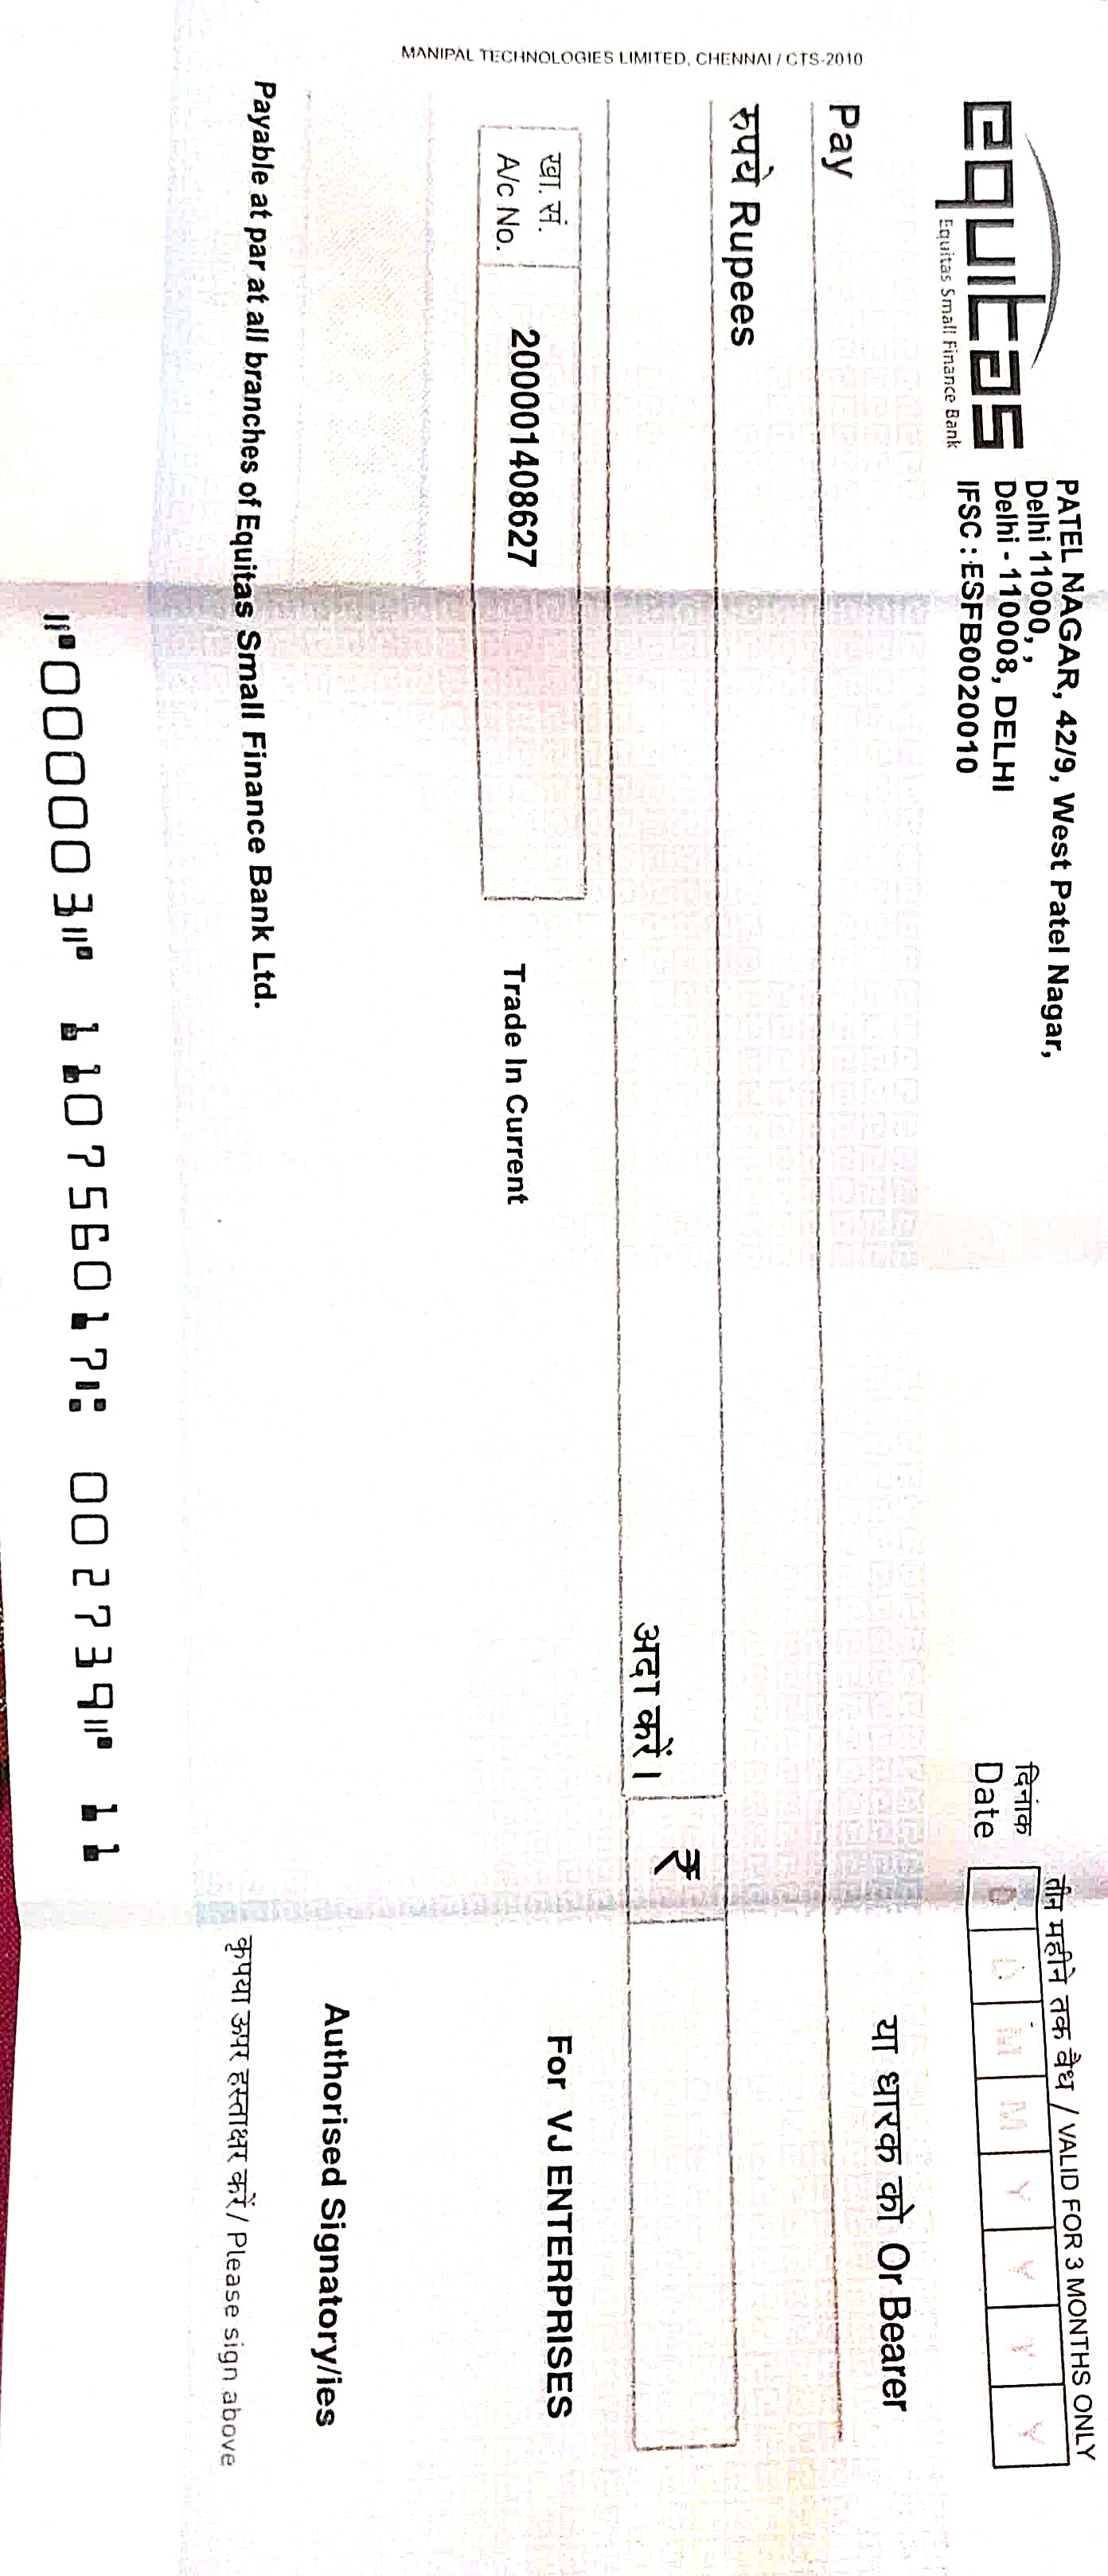 equitas
Equitas Small Finance Bank
PATEL NAGAR, 42/9, West Patel Nagar,
Delhi 11000, ,
Delhi - 110008, DELHI
IFSC : ESFB0020010
तीन महीने तक वैध / VALID FOR 3 MONTHS ONLY
दिनांक
Date
D D M M Y Y Y Y
Pay
या धारक को Or Bearer
रुपये Rupees
अदा करें।
₹
खा. सं.
A/c No.
200001408627
Trade In Current
For VJ ENTERPRISES
Authorised Signatory/ies
Payable at par at all branches of Equitas Small Finance Bank Ltd.
कृपया ऊपर हस्ताक्षर करें / Please sign above
MANIPAL TECHNOLOGIES LIMITED, CHENNAI / CTS-2010
⑈000003⑈ 110756017⑆ 002739⑈ 11